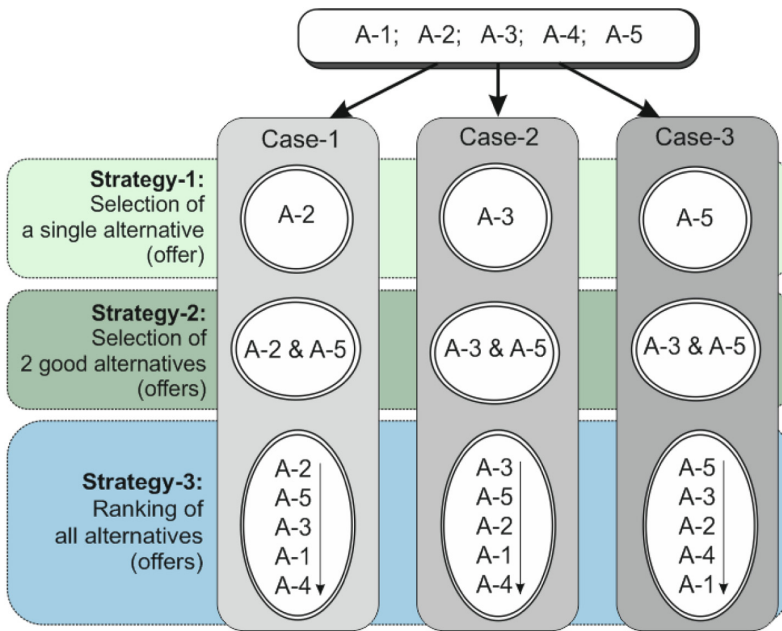 A-1; A-2; A-3; A-4; A-5
Case-1
Case-2
Case-3
Strategy-1:
Selection of
a single alternative
(offer)
A-2
A-3
A-5
Strategy-2:
Selection of
2 good alternatives
(offers)
A-2 & A-5
A-3 & A-5
A-3 & A-5
Strategy-3:
Ranking of
all alternatives
(offers)
A-2
A-5
A-3
A-1
A-4
A-3
A-5
A-2
A-1
A-4
A-5
A-3
A-2
A-4
A-1